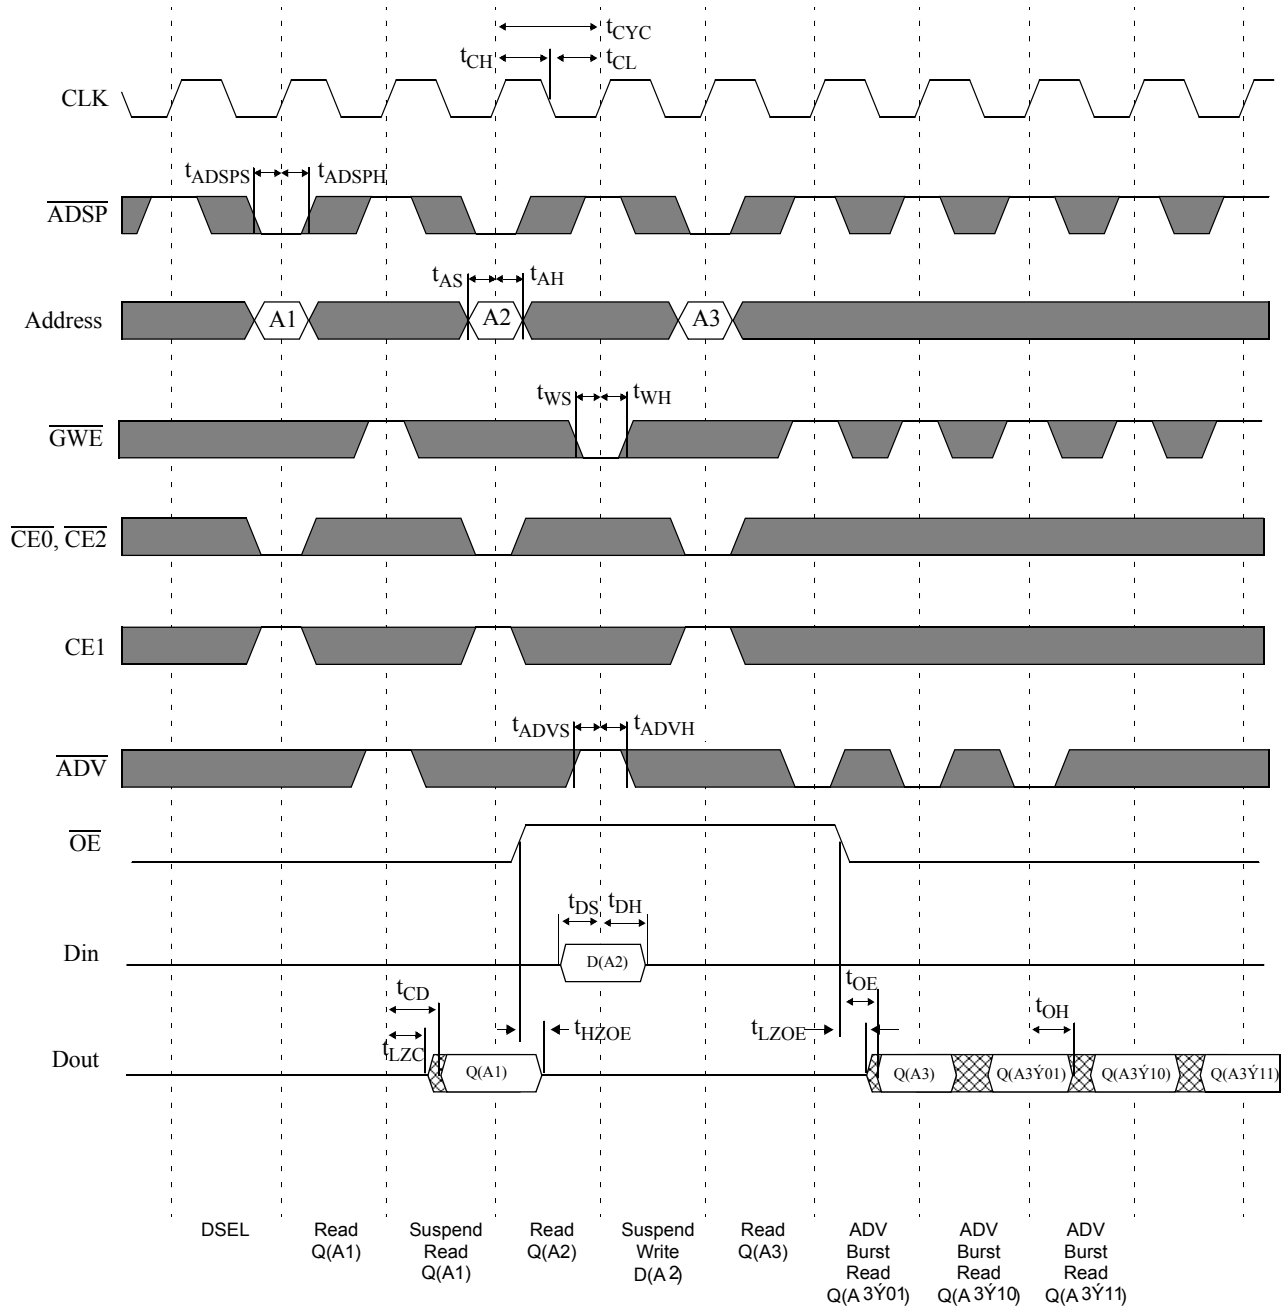 tCYC
tCH tCL
CLK
tADSPS tADSPH
ADSP
tAS tAH
Address A1 A2 A3
tWS tWH
GWE
CE0, CE2
CE1
tADVS tADVH
ADV
OE
tDS tDH
Din D(A2)
tCD tOE tOH
tLZC tHZOE tLZOE
Dout Q(A1) Q(A3) Q(A3Ý01) Q(A3Ý10) Q(A3Ý11)
DSEL
Read
Q(A1)
Suspend
Read
Q(A1)
Read
Q(A2)
Suspend
Write
D(A2)
Read
Q(A3)
ADV
Burst
Read
Q(A3Ý01)
ADV
Burst
Read
Q(A3Ý10)
ADV
Burst
Read
Q(A3Ý11)